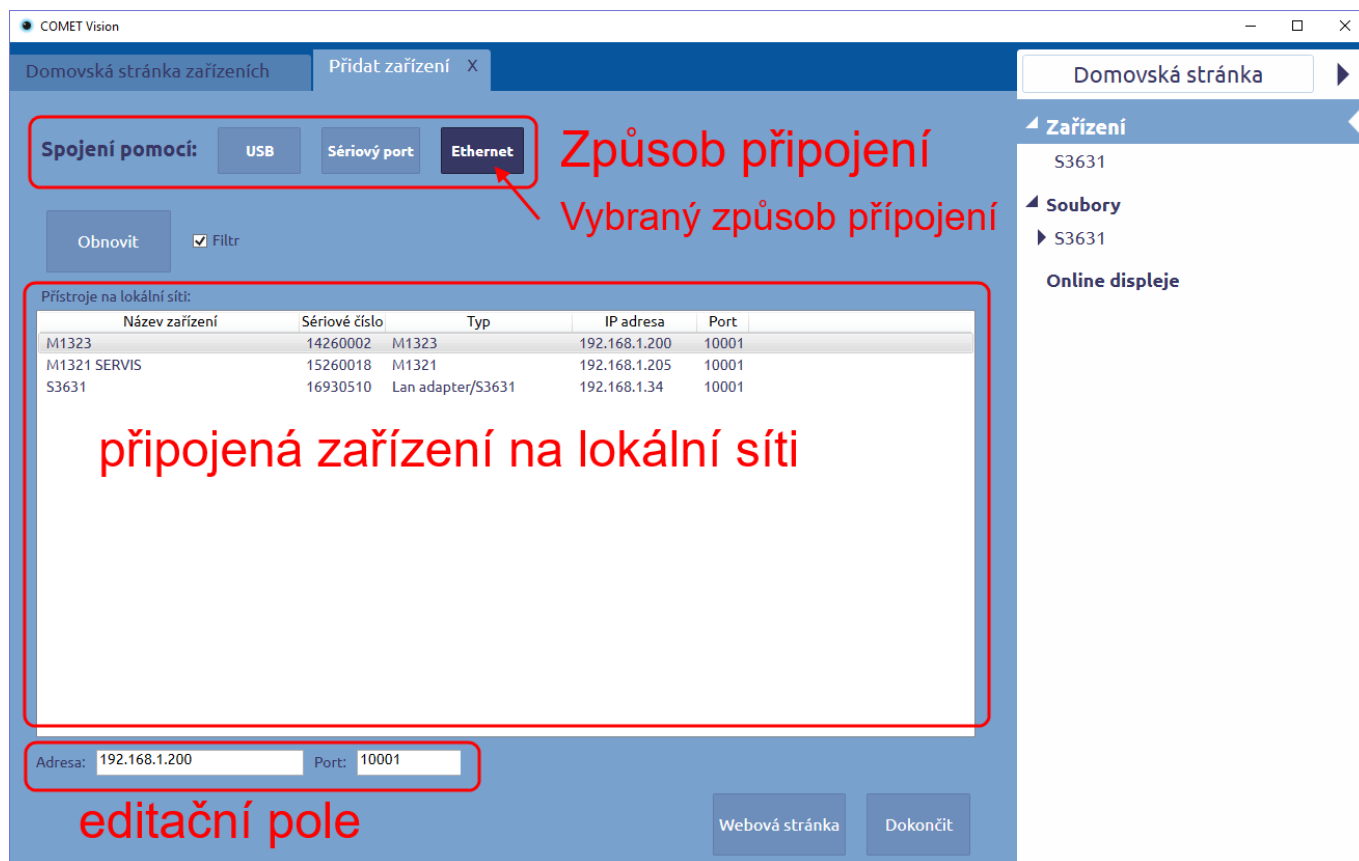 COMET Vision
Domovská stránka zařízeních
Přidat zařízení X
Domovská stránka
Spojení pomocí: USB Sériový port Ethernet
Způsob připojení
Vybraný způsob přípojení
Zařízení
S3631
Soubory
S3631
Online displeje
Obnovit Filtr
Přístroje na lokální síti:
Název zařízení Sériové číslo Typ IP adresa Port
M1323 14260002 M1323 192.168.1.200 10001
M1321 SERVIS 15260018 M1321 192.168.1.205 10001
S3631 16930510 Lan adapter/S3631 192.168.1.34 10001
připojená zařízení na lokální síti
Adresa: 192.168.1.200 Port: 10001
editační pole
Webová stránka Dokončit